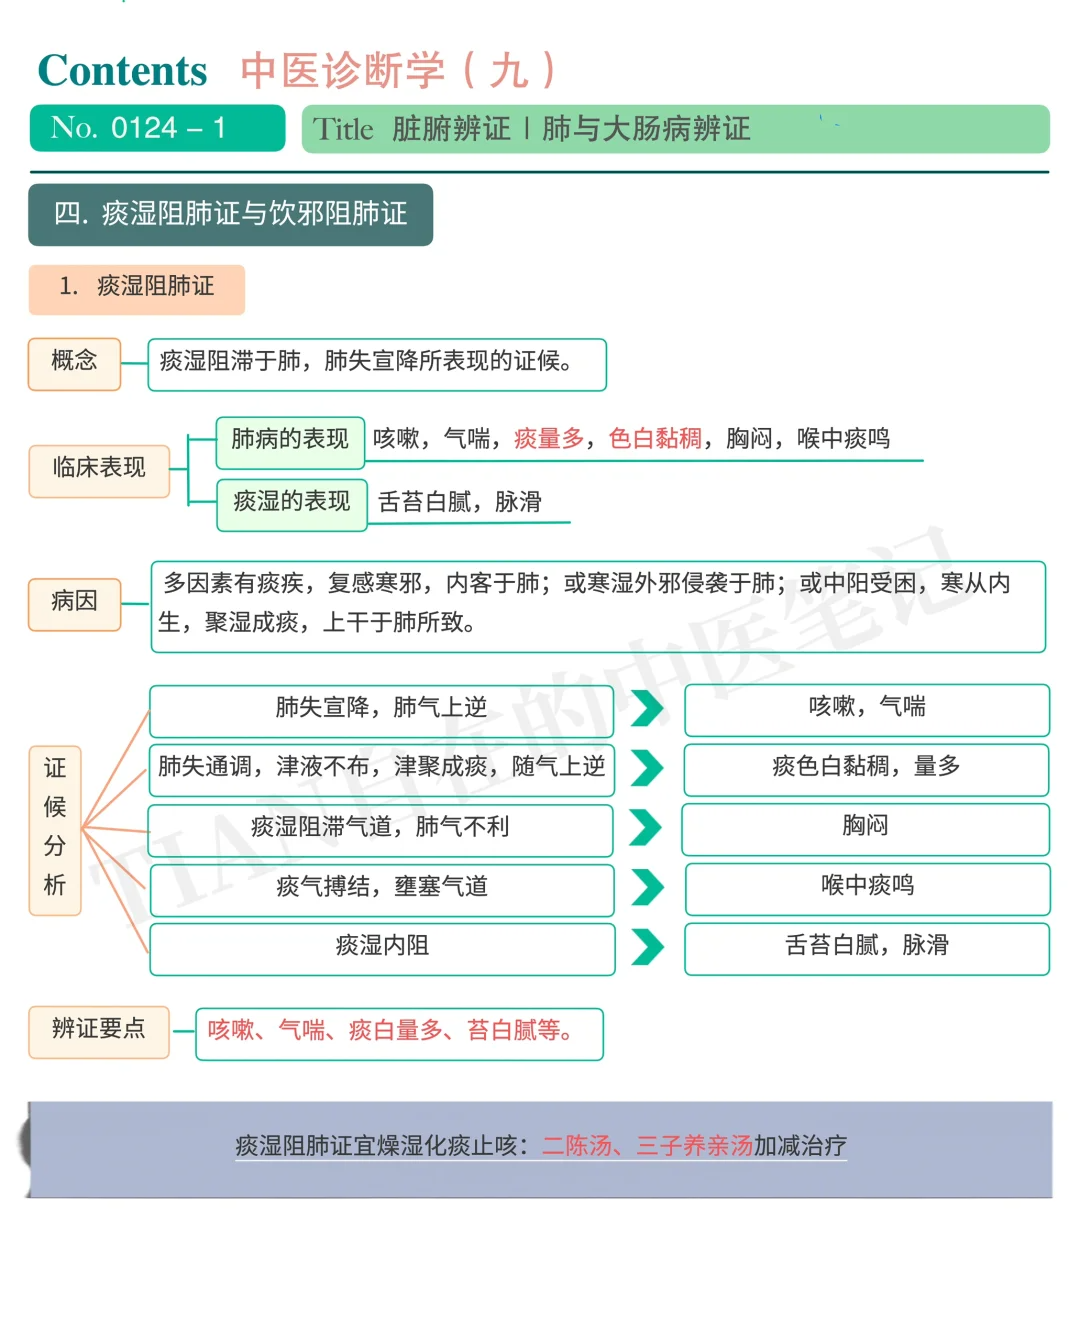 Contents 中医诊断学（九）
No. 0124－1
Title 脏腑辨证｜肺与大肠病辨证
四. 痰湿阻肺证与饮邪阻肺证
1. 痰湿阻肺证
概念
痰湿阻滞于肺，肺失宣降所表现的证候。
临床表现
肺病的表现 咳嗽，气喘，痰量多，色白黏稠，胸闷，喉中痰鸣
痰湿的表现 舌苔白腻，脉滑
病因
多因素有痰疾，复感寒邪，内客于肺；或寒湿外邪侵袭于肺；或中阳受困，寒从内
生，聚湿成痰，上干于肺所致。
证候分析
肺失宣降，肺气上逆 咳嗽，气喘
肺失通调，津液不布，津聚成痰，随气上逆 痰色白黏稠，量多
痰湿阻滞气道，肺气不利 胸闷
痰气搏结，壅塞气道 喉中痰鸣
痰湿内阻 舌苔白腻，脉滑
辨证要点
咳嗽、气喘、痰白量多、苔白腻等。
痰湿阻肺证宜燥湿化痰止咳：二陈汤、三子养亲汤加减治疗
TIAN自在的中医笔记